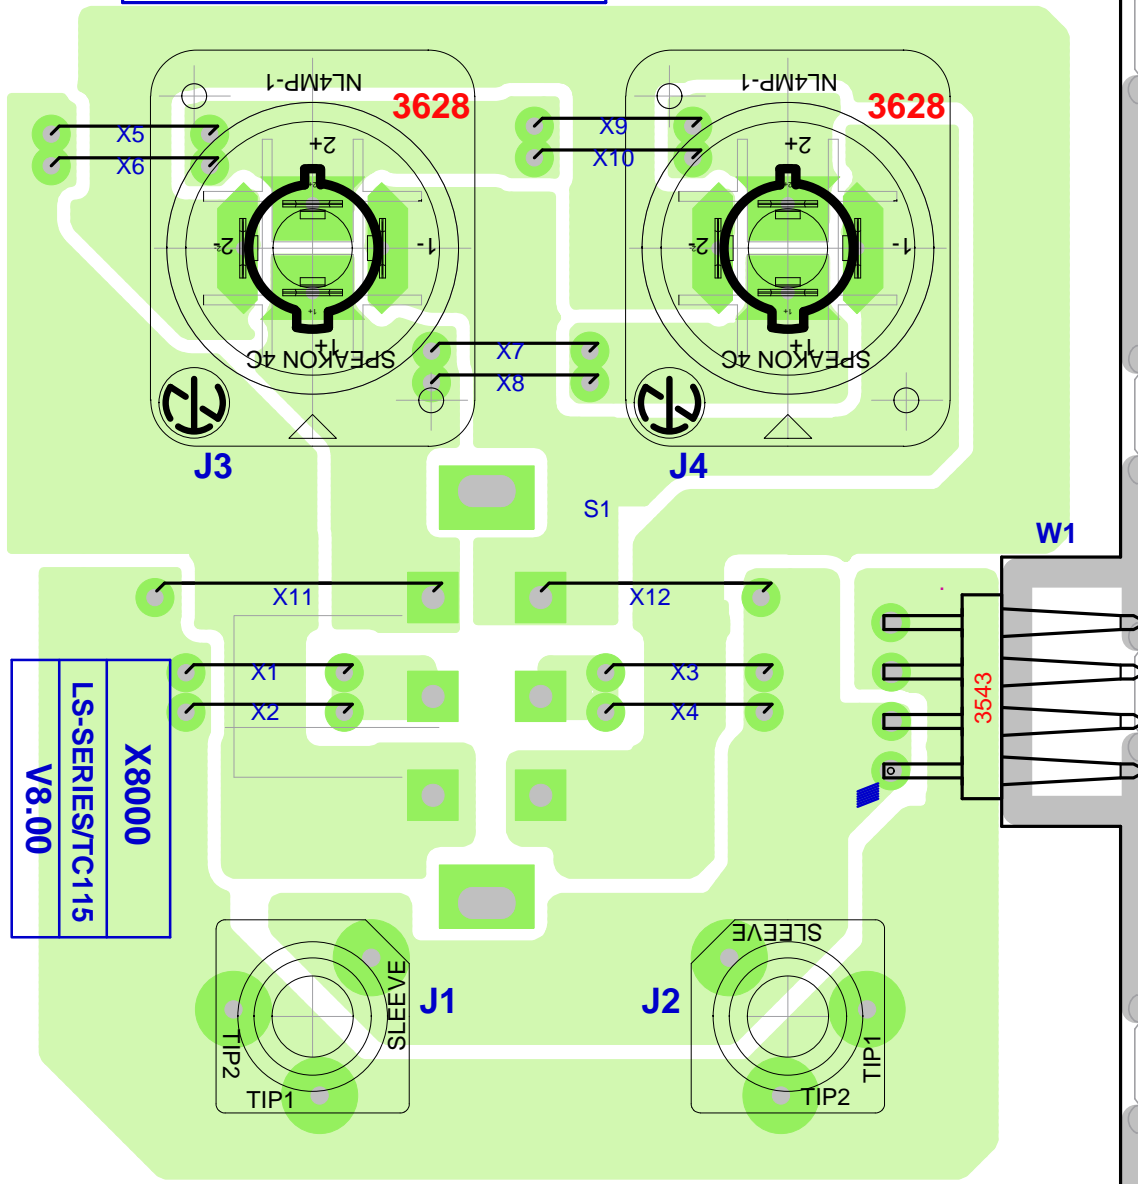 NL4MP-1
NL4MP-1
3628
3628
X5
X9
X6
X10
2+
2+
2-
1-
2-
1-
X7
1+
1+
SPEAKON 4C
SPEAKON 4C
X8
J3
J4
S1
W1
X11
X12
X1
X3
X2
X4
3543
X8000
LS-SERIES/TC115
V8.00
SLEEVE
SLEEVE
J1
J2
TIP2
TIP1
TIP1
TIP2